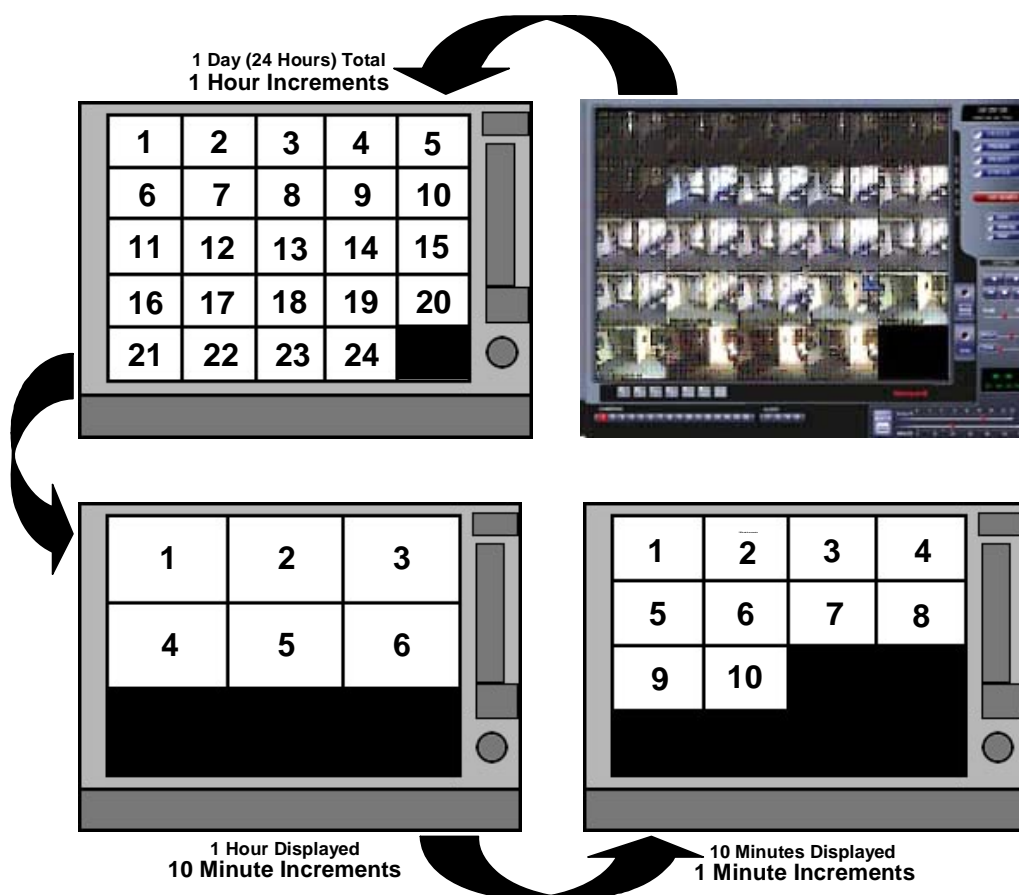 1 Day (24 Hours) Total
1 Hour Increments
1 2 3 4 5
6 7 8 9 10
11 12 13 14 15
16 17 18 19 20
21 22 23 24
1 2 3
4 5 6
1 2 3 4
5 6 7 8
9 10
1 Hour Displayed
10 Minute Increments
10 Minutes Displayed
1 Minute Increments